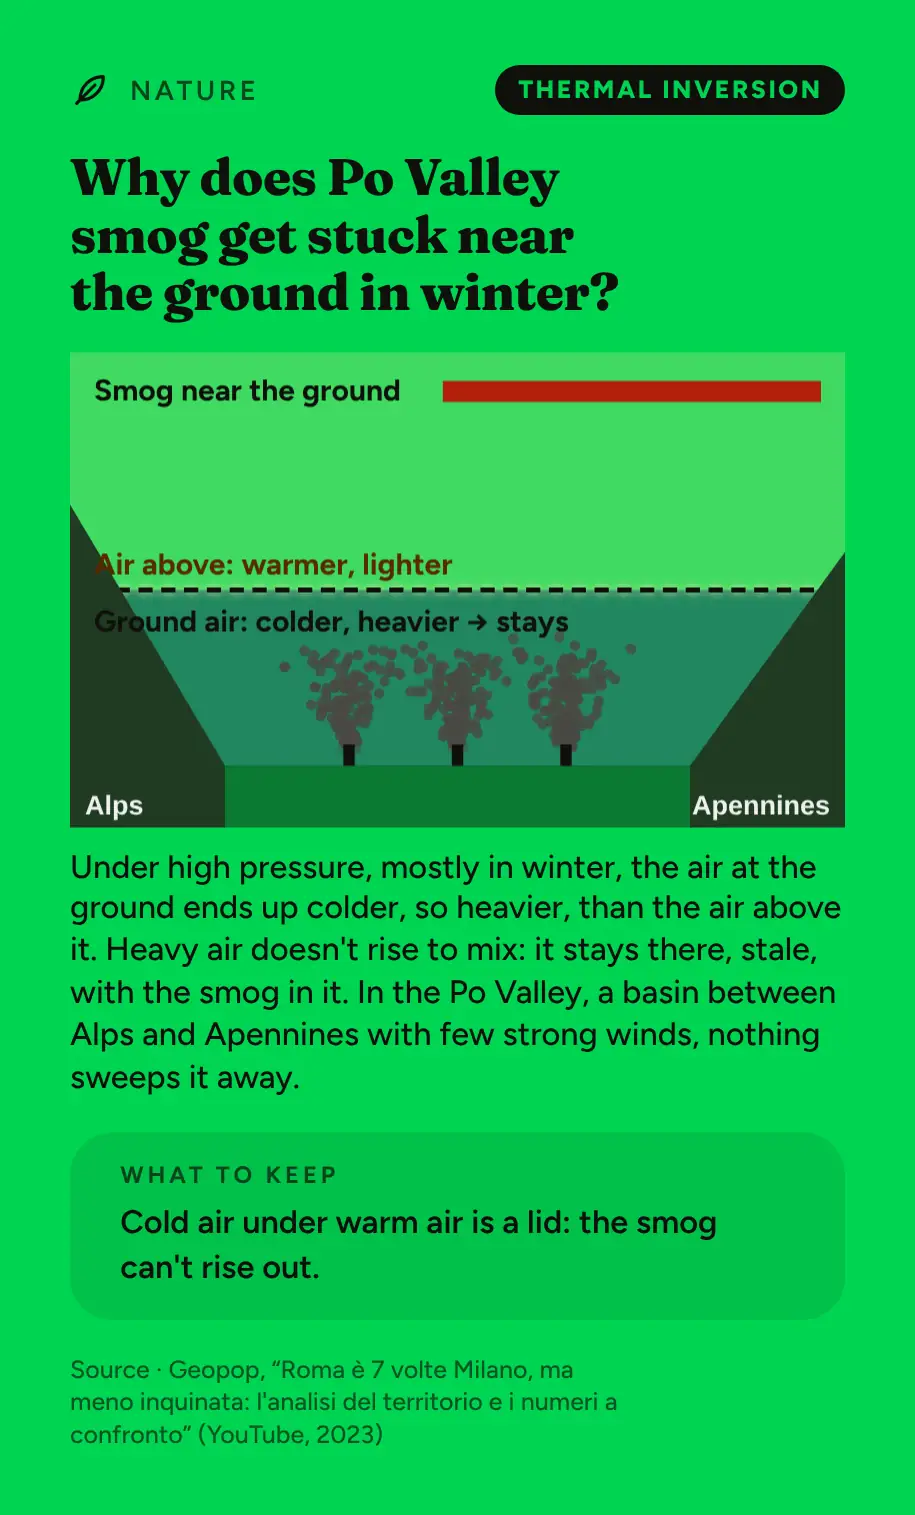 NATURE
THERMAL INVERSION
Why does Po Valley
smog get stuck near
the ground in winter?
Smog near the ground
Air above: warmer, lighter
Ground air: colder, heavier → stays
Alps
Apennines
Under high pressure, mostly in winter, the air at the
ground ends up colder, so heavier, than the air above
it. Heavy air doesn't rise to mix: it stays there, stale,
with the smog in it. In the Po Valley, a basin between
Alps and Apennines with few strong winds, nothing
sweeps it away.
WHAT TO KEEP
Cold air under warm air is a lid: the smog
can't rise out.
Source · Geopop, “Roma è 7 volte Milano, ma
meno inquinata: l'analisi del territorio e i numeri a
confronto” (YouTube, 2023)